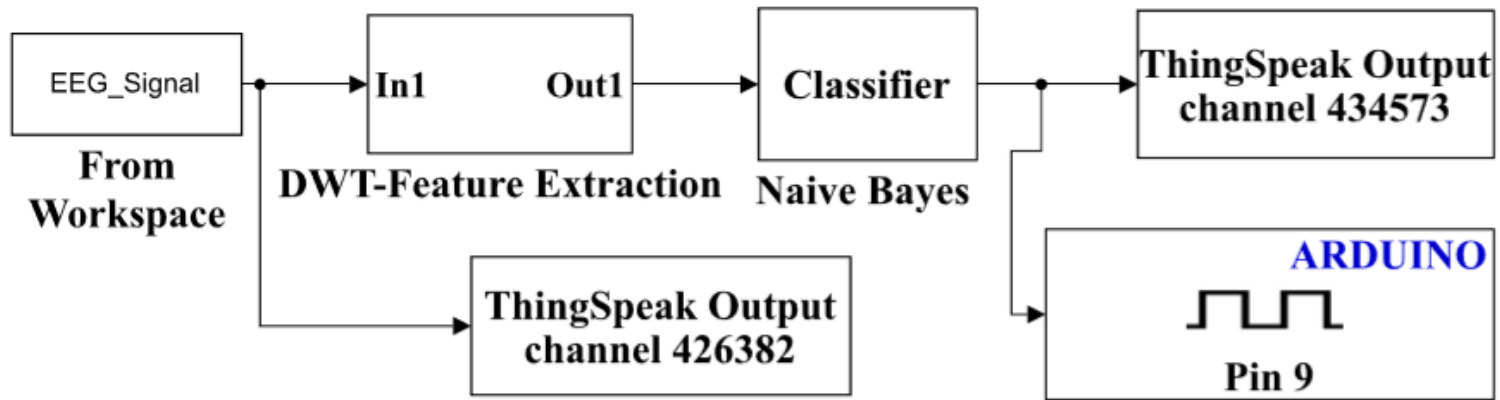 EEG_Signal
From
Workspace
In1
Out1
DWT-Feature Extraction
Classifier
Naive Bayes
ThingSpeak Output
channel 434573
ThingSpeak Output
channel 426382
ARDUINO
Pin 9